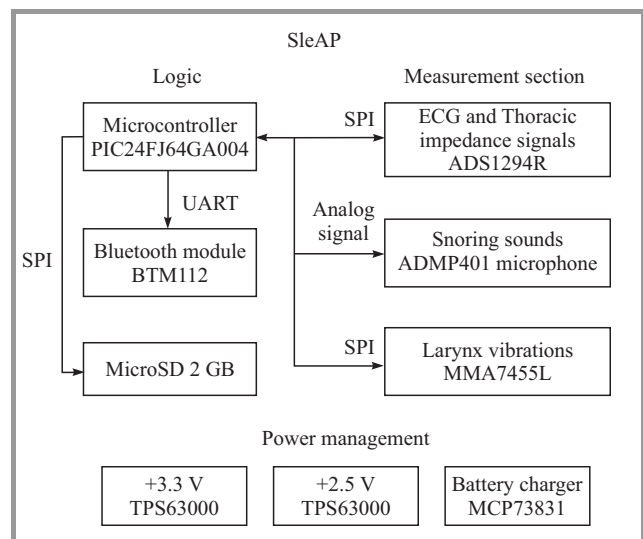 SleAP
Logic
Measurement section
Microcontroller
PIC24FJ64GA004
SPI
ECG and Thoracic
impedance signals
ADS1294R
UART
Analog
signal
SPI
Bluetooth module
BTM112
Snoring sounds
ADMP401 microphone
MicroSD 2 GB
SPI
Larynx vibrations
MMA7455L
Power management
+3.3 V
TPS63000
+2.5 V
TPS63000
Battery charger
MCP73831